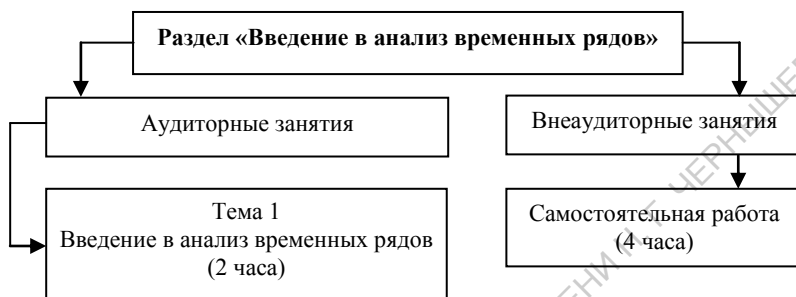 Раздел «Введение в анализ временных рядов»
Аудиторные занятия
Внеаудиторные занятия
Тема 1
Введение в анализ временных рядов
(2 часа)
Самостоятельная работа
(4 часа)
Н. Г. ЧЕРНЫШЕ